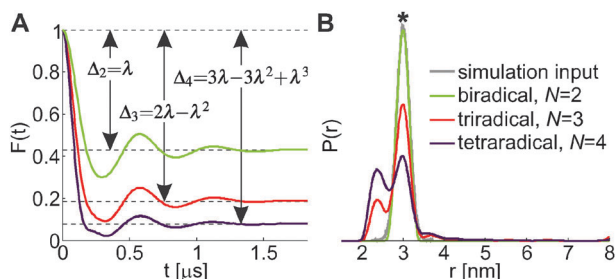 A
B
*
F(t)
1
0.8
0.6
0.4
0.2
0
0
0.5
1
1.5
t [µs]
Δ₂=λ
Δ₃=2λ−λ²
Δ₄=3λ−3λ²+λ³
P(r)
simulation input
biradical, N=2
triradical, N=3
tetraradical, N=4
2
3
4
5
6
7
8
r [nm]